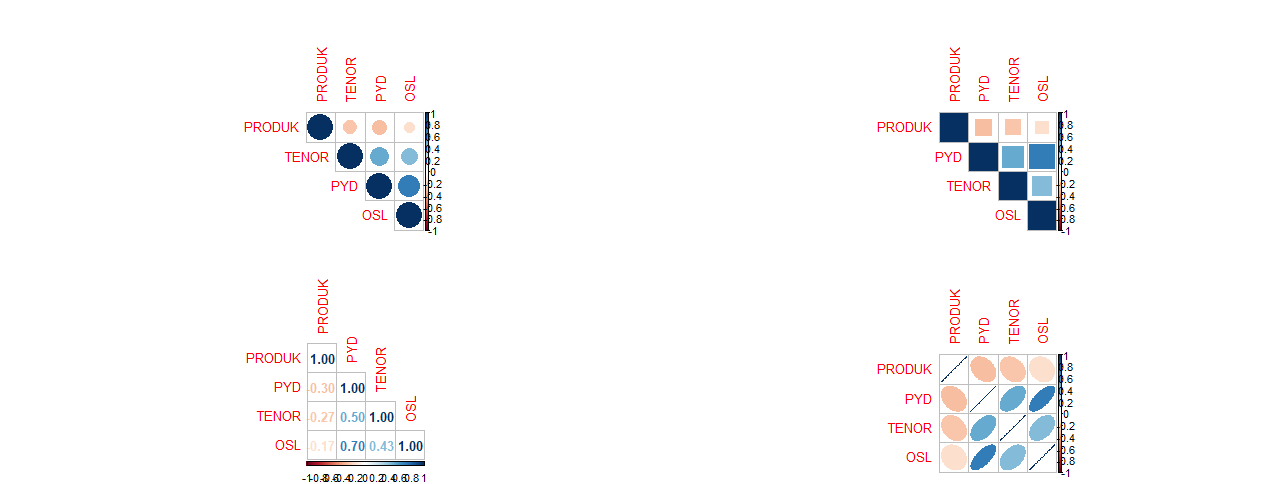 PRODUK
TENOR
PYD
OSL
PRODUK
TENOR
PYD
OSL
1
0.8
0.6
0.4
0.2
0
-0.2
-0.4
-0.6
-0.8
-1
PRODUK
PYD
TENOR
OSL
PRODUK
PYD
TENOR
OSL
1
0.8
0.6
0.4
0.2
0
-0.2
-0.4
-0.6
-0.8
-1
PRODUK
PYD
TENOR
OSL
PRODUK 1.00
PYD -0.30 1.00
TENOR -0.27 0.50 1.00
OSL -0.17 0.70 0.43 1.00
-1 -0.8 -0.6 -0.4 -0.2 0 0.2 0.4 0.6 0.8 1
PRODUK
PYD
TENOR
OSL
PRODUK
PYD
TENOR
OSL
1
0.8
0.6
0.4
0.2
0
-0.2
-0.4
-0.6
-0.8
-1